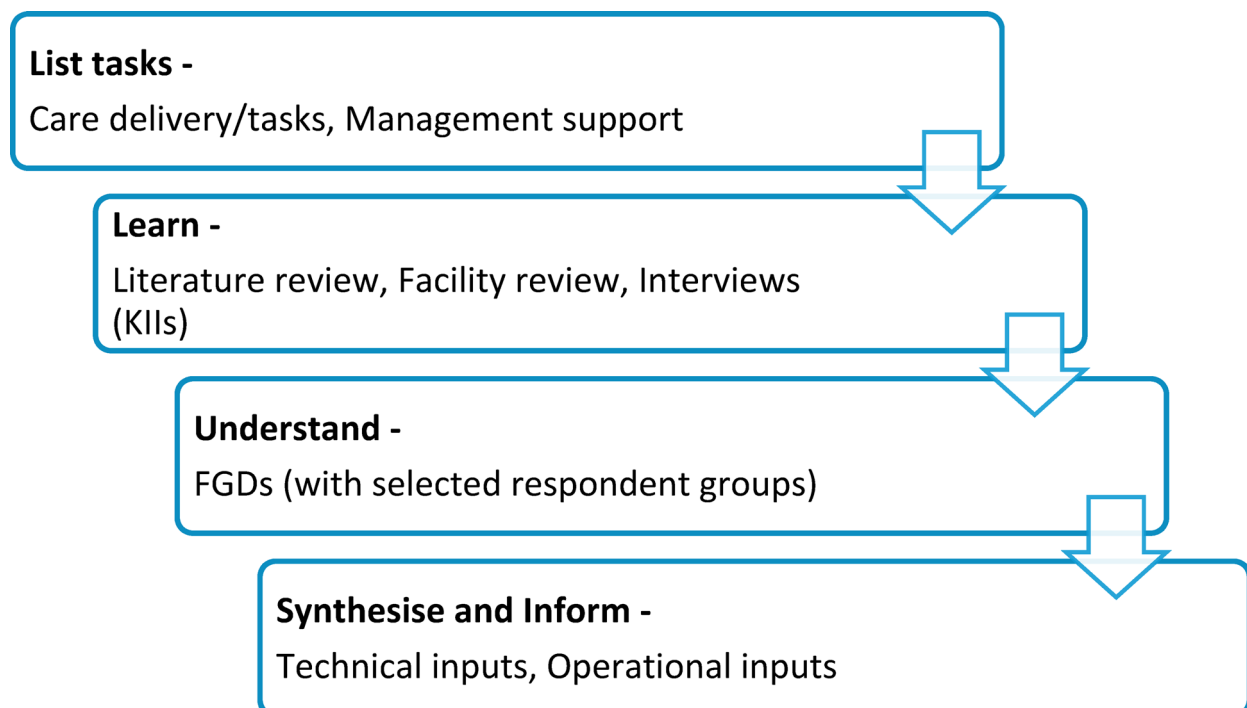 List tasks -
Care delivery/tasks, Management support
Learn -
Literature review, Facility review, Interviews
(KIIs)
Understand -
FGDs (with selected respondent groups)
Synthesise and Inform -
Technical inputs, Operational inputs